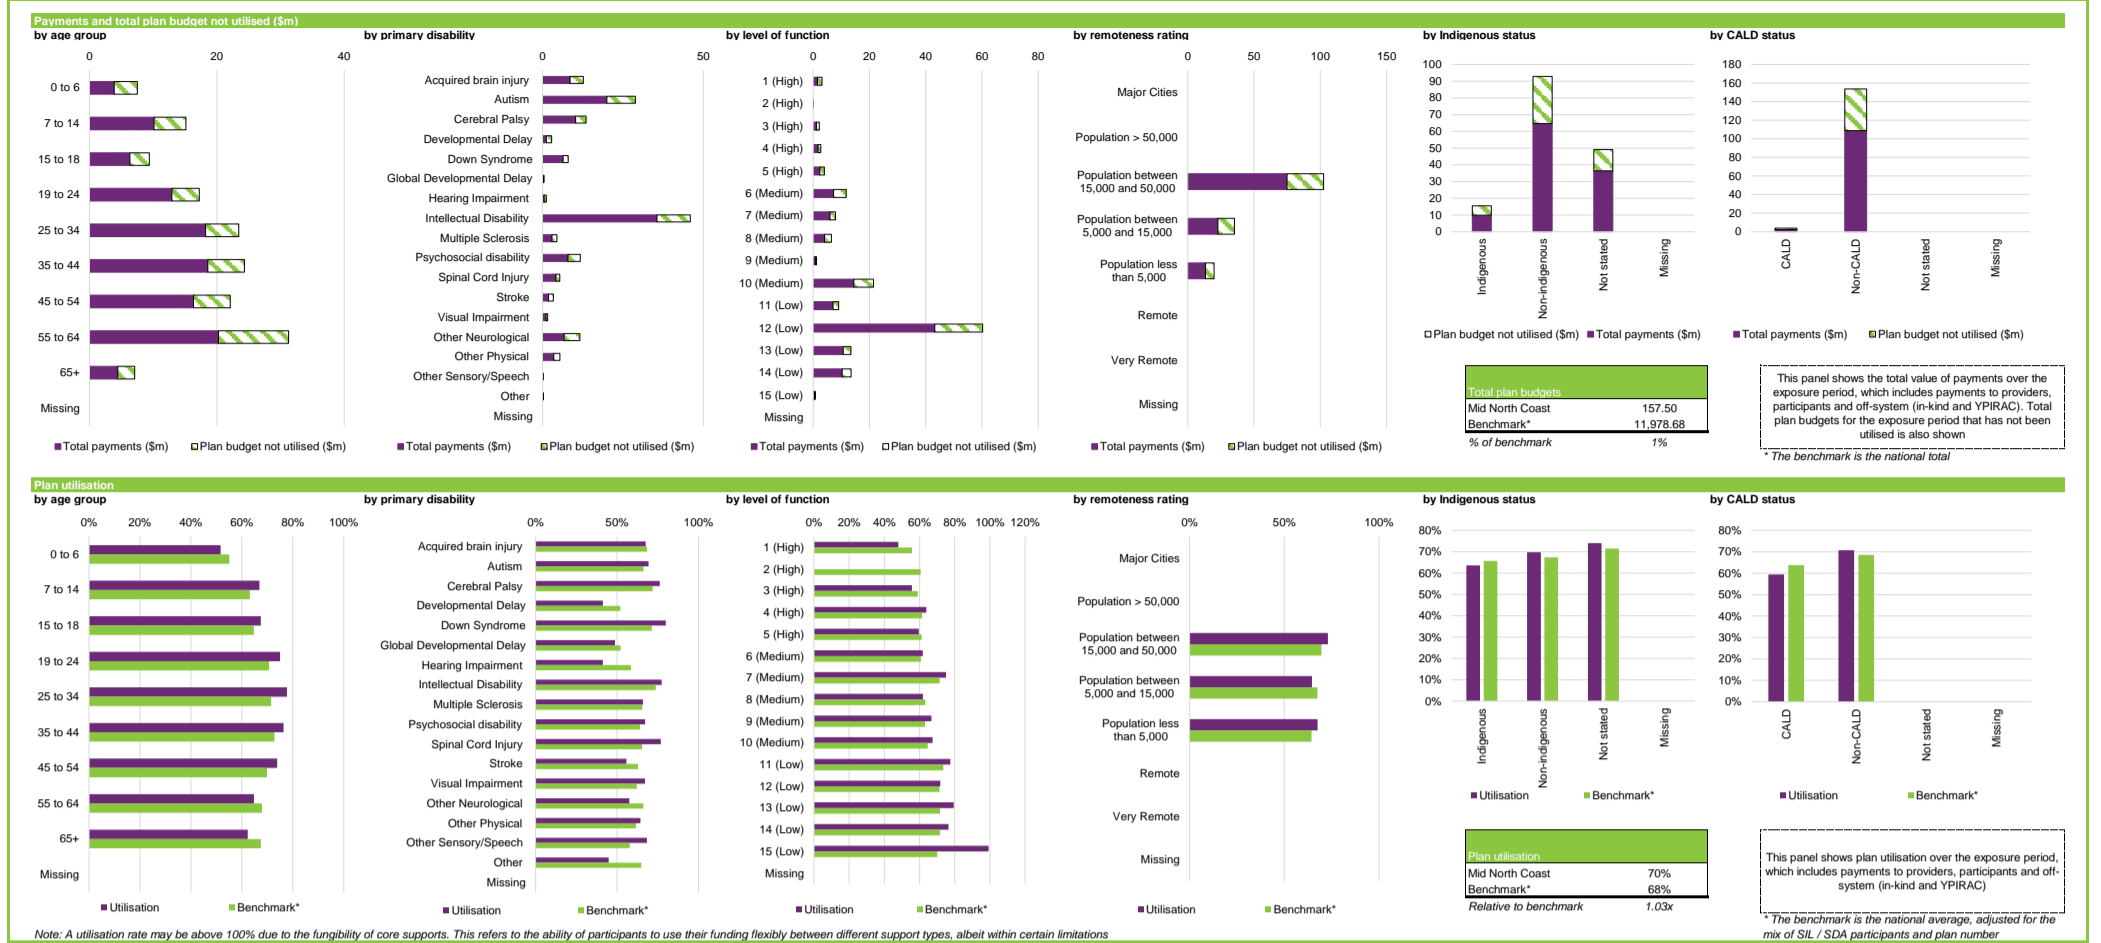 Payments and total plan budget not utilised ($m)
by age group
0 20 40
0 to 6
7 to 14
15 to 18
19 to 24
25 to 34
35 to 44
45 to 54
55 to 64
65+
Missing
Total payments ($m) Plan budget not utilised ($m)
by primary disability
0 50
Acquired brain injury
Autism
Cerebral Palsy
Developmental Delay
Down Syndrome
Global Developmental Delay
Hearing Impairment
Intellectual Disability
Multiple Sclerosis
Psychosocial disability
Spinal Cord Injury
Stroke
Visual Impairment
Other Neurological
Other Physical
Other Sensory/Speech
Other
Missing
Total payments ($m) Plan budget not utilised ($m)
by level of function
0 20 40 60 80
1 (High)
2 (High)
3 (High)
4 (High)
5 (High)
6 (Medium)
7 (Medium)
8 (Medium)
9 (Medium)
10 (Medium)
11 (Low)
12 (Low)
13 (Low)
14 (Low)
15 (Low)
Missing
Total payments ($m) Plan budget not utilised ($m)
by remoteness rating
0 50 100 150
Major Cities
Population > 50,000
Population between
15,000 and 50,000
Population between
5,000 and 15,000
Population less
than 5,000
Remote
Very Remote
Missing
Total payments ($m) Plan budget not utilised ($m)
by Indigenous status
100
90
80
70
60
50
40
30
20
10
0
Indigenous
Non-indigenous
Not stated
Missing
Plan budget not utilised ($m) Total payments ($m)
by CALD status
180
160
140
120
100
80
60
40
20
0
CALD
Non-CALD
Not stated
Missing
Total payments ($m) Plan budget not utilised ($m)
Total plan budgets
Mid North Coast 157.50
Benchmark* 11,978.68
% of benchmark 1%
This panel shows the total value of payments over the
exposure period, which includes payments to providers,
participants and off-system (in-kind and YPIRAC). Total
plan budgets for the exposure period that has not been
utilised is also shown
* The benchmark is the national total
Plan utilisation
by age group
0% 20% 40% 60% 80% 100%
0 to 6
7 to 14
15 to 18
19 to 24
25 to 34
35 to 44
45 to 54
55 to 64
65+
Missing
Utilisation Benchmark*
by primary disability
0% 50% 100%
Acquired brain injury
Autism
Cerebral Palsy
Developmental Delay
Down Syndrome
Global Developmental Delay
Hearing Impairment
Intellectual Disability
Multiple Sclerosis
Psychosocial disability
Spinal Cord Injury
Stroke
Visual Impairment
Other Neurological
Other Physical
Other Sensory/Speech
Other
Missing
Utilisation Benchmark*
by level of function
0% 20% 40% 60% 80% 100% 120%
1 (High)
2 (High)
3 (High)
4 (High)
5 (High)
6 (Medium)
7 (Medium)
8 (Medium)
9 (Medium)
10 (Medium)
11 (Low)
12 (Low)
13 (Low)
14 (Low)
15 (Low)
Missing
Utilisation Benchmark*
by remoteness rating
0% 50% 100%
Major Cities
Population > 50,000
Population between
15,000 and 50,000
Population between
5,000 and 15,000
Population less
than 5,000
Remote
Very Remote
Missing
Utilisation Benchmark*
by Indigenous status
80%
70%
60%
50%
40%
30%
20%
10%
0%
Indigenous
Non-indigenous
Not stated
Missing
Utilisation Benchmark*
by CALD status
80%
70%
60%
50%
40%
30%
20%
10%
0%
CALD
Non-CALD
Not stated
Missing
Utilisation Benchmark*
Plan utilisation
Mid North Coast 70%
Benchmark* 68%
Relative to benchmark 1.03x
This panel shows plan utilisation over the exposure period,
which includes payments to providers, participants and off-
system (in-kind and YPIRAC)
* The benchmark is the national average, adjusted for the
mix of SIL / SDA participants and plan number
Note: A utilisation rate may be above 100% due to the fungibility of core supports. This refers to the ability of participants to use their funding flexibly between different support types, albeit within certain limitations